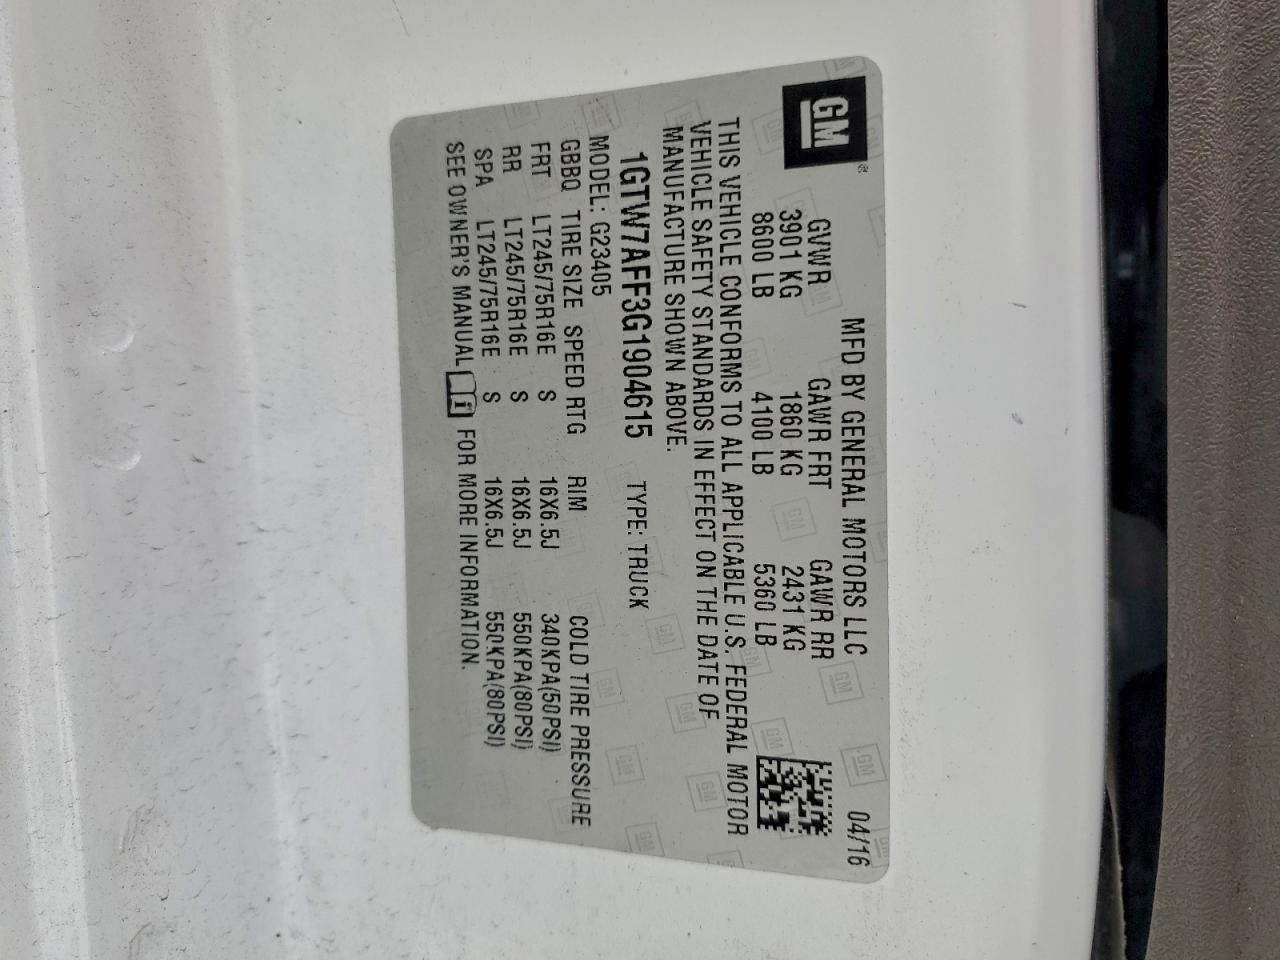 GM®
MFD BY GENERAL MOTORS LLC 04/16
GVWR GAWR FRT GAWR RR
3901 KG 1860 KG 2431 KG
8600 LB 4100 LB 5360 LB
THIS VEHICLE CONFORMS TO ALL APPLICABLE U.S. FEDERAL MOTOR
VEHICLE SAFETY STANDARDS IN EFFECT ON THE DATE OF
MANUFACTURE SHOWN ABOVE.
1GTW7AFF3G1904615 TYPE: TRUCK
MODEL: G23405
GBBQ TIRE SIZE SPEED RTG RIM COLD TIRE PRESSURE
FRT LT245/75R16E S 16X6.5J 340KPA(50PSI)
RR LT245/75R16E S 16X6.5J 550KPA(80PSI)
SPA LT245/75R16E S 16X6.5J 550KPA(80PSI)
SEE OWNER'S MANUAL i FOR MORE INFORMATION.